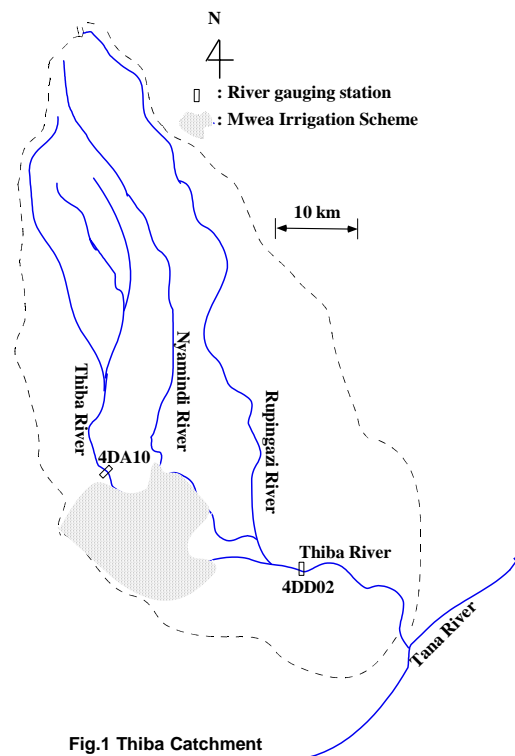 N
: River gauging station
: Mwea Irrigation Scheme
10 km
Thiba River
Nyamindi River
Rupingazi River
4DA10
Thiba River
4DD02
Tana River
Fig.1 Thiba Catchment